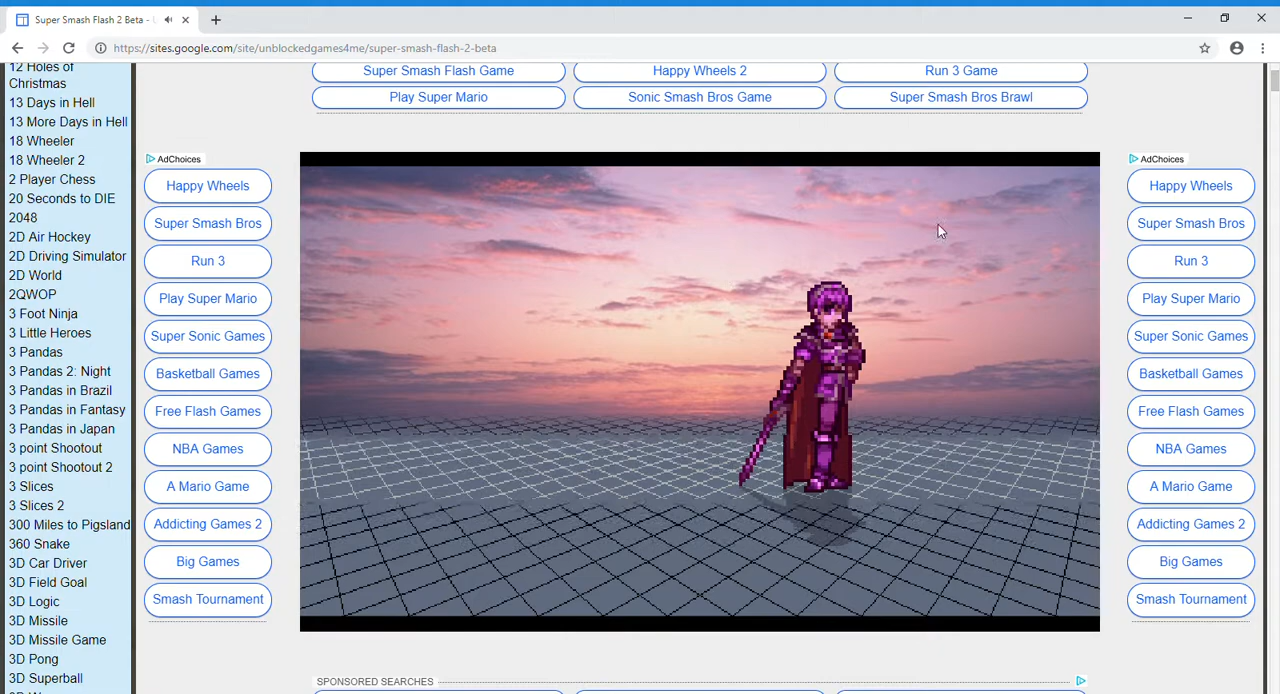 Super Smash Flash 2 Beta -
https://sites.google.com/site/unblockedgames4me/super-smash-flash-2-beta
12 Holes of
Christmas
13 Days in Hell
13 More Days in Hell
18 Wheeler
18 Wheeler 2
2 Player Chess
20 Seconds to DIE
2048
2D Air Hockey
2D Driving Simulator
2D World
2QWOP
3 Foot Ninja
3 Little Heroes
3 Pandas
3 Pandas 2: Night
3 Pandas in Brazil
3 Pandas in Fantasy
3 Pandas in Japan
3 point Shootout
3 point Shootout 2
3 Slices
3 Slices 2
300 Miles to Pigsland
360 Snake
3D Car Driver
3D Field Goal
3D Logic
3D Missile
3D Missile Game
3D Pong
3D Superball
Super Smash Flash Game
Happy Wheels 2
Run 3 Game
Play Super Mario
Sonic Smash Bros Game
Super Smash Bros Brawl
AdChoices
Happy Wheels
Super Smash Bros
Run 3
Play Super Mario
Super Sonic Games
Basketball Games
Free Flash Games
NBA Games
A Mario Game
Addicting Games 2
Big Games
Smash Tournament
AdChoices
Happy Wheels
Super Smash Bros
Run 3
Play Super Mario
Super Sonic Games
Basketball Games
Free Flash Games
NBA Games
A Mario Game
Addicting Games 2
Big Games
Smash Tournament
SPONSORED SEARCHES